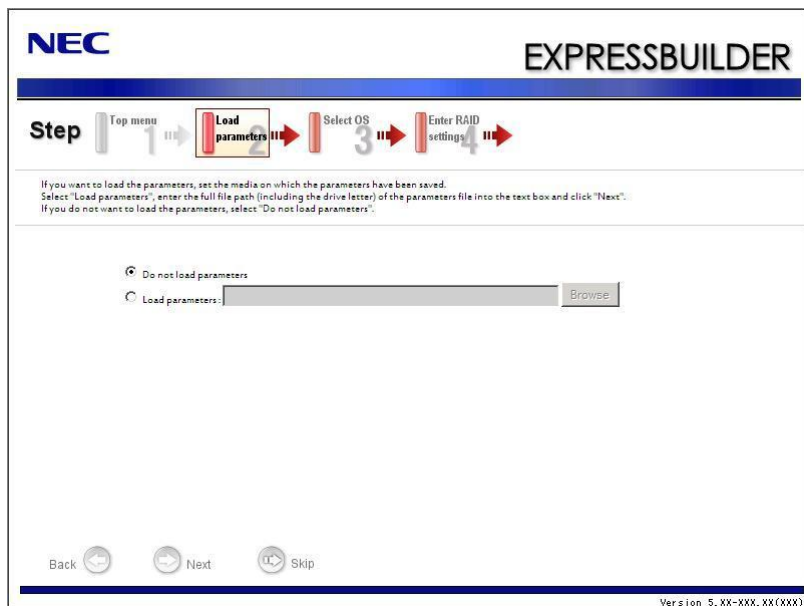 NEC
EXPRESSBUILDER
Step
Top menu
1
Load
parameters
2
Select OS
3
Enter RAID
settings
4
If you want to load the parameters, set the media on which the parameters have been saved.
Select "Load parameters", enter the full file path (including the drive letter) of the parameters file into the text box and click "Next".
If you do not want to load the parameters, select "Do not load parameters".
Do not load parameters
Load parameters:
Browse
Back
Next
Skip
Version 5.XX-XXX.XX(XXX)